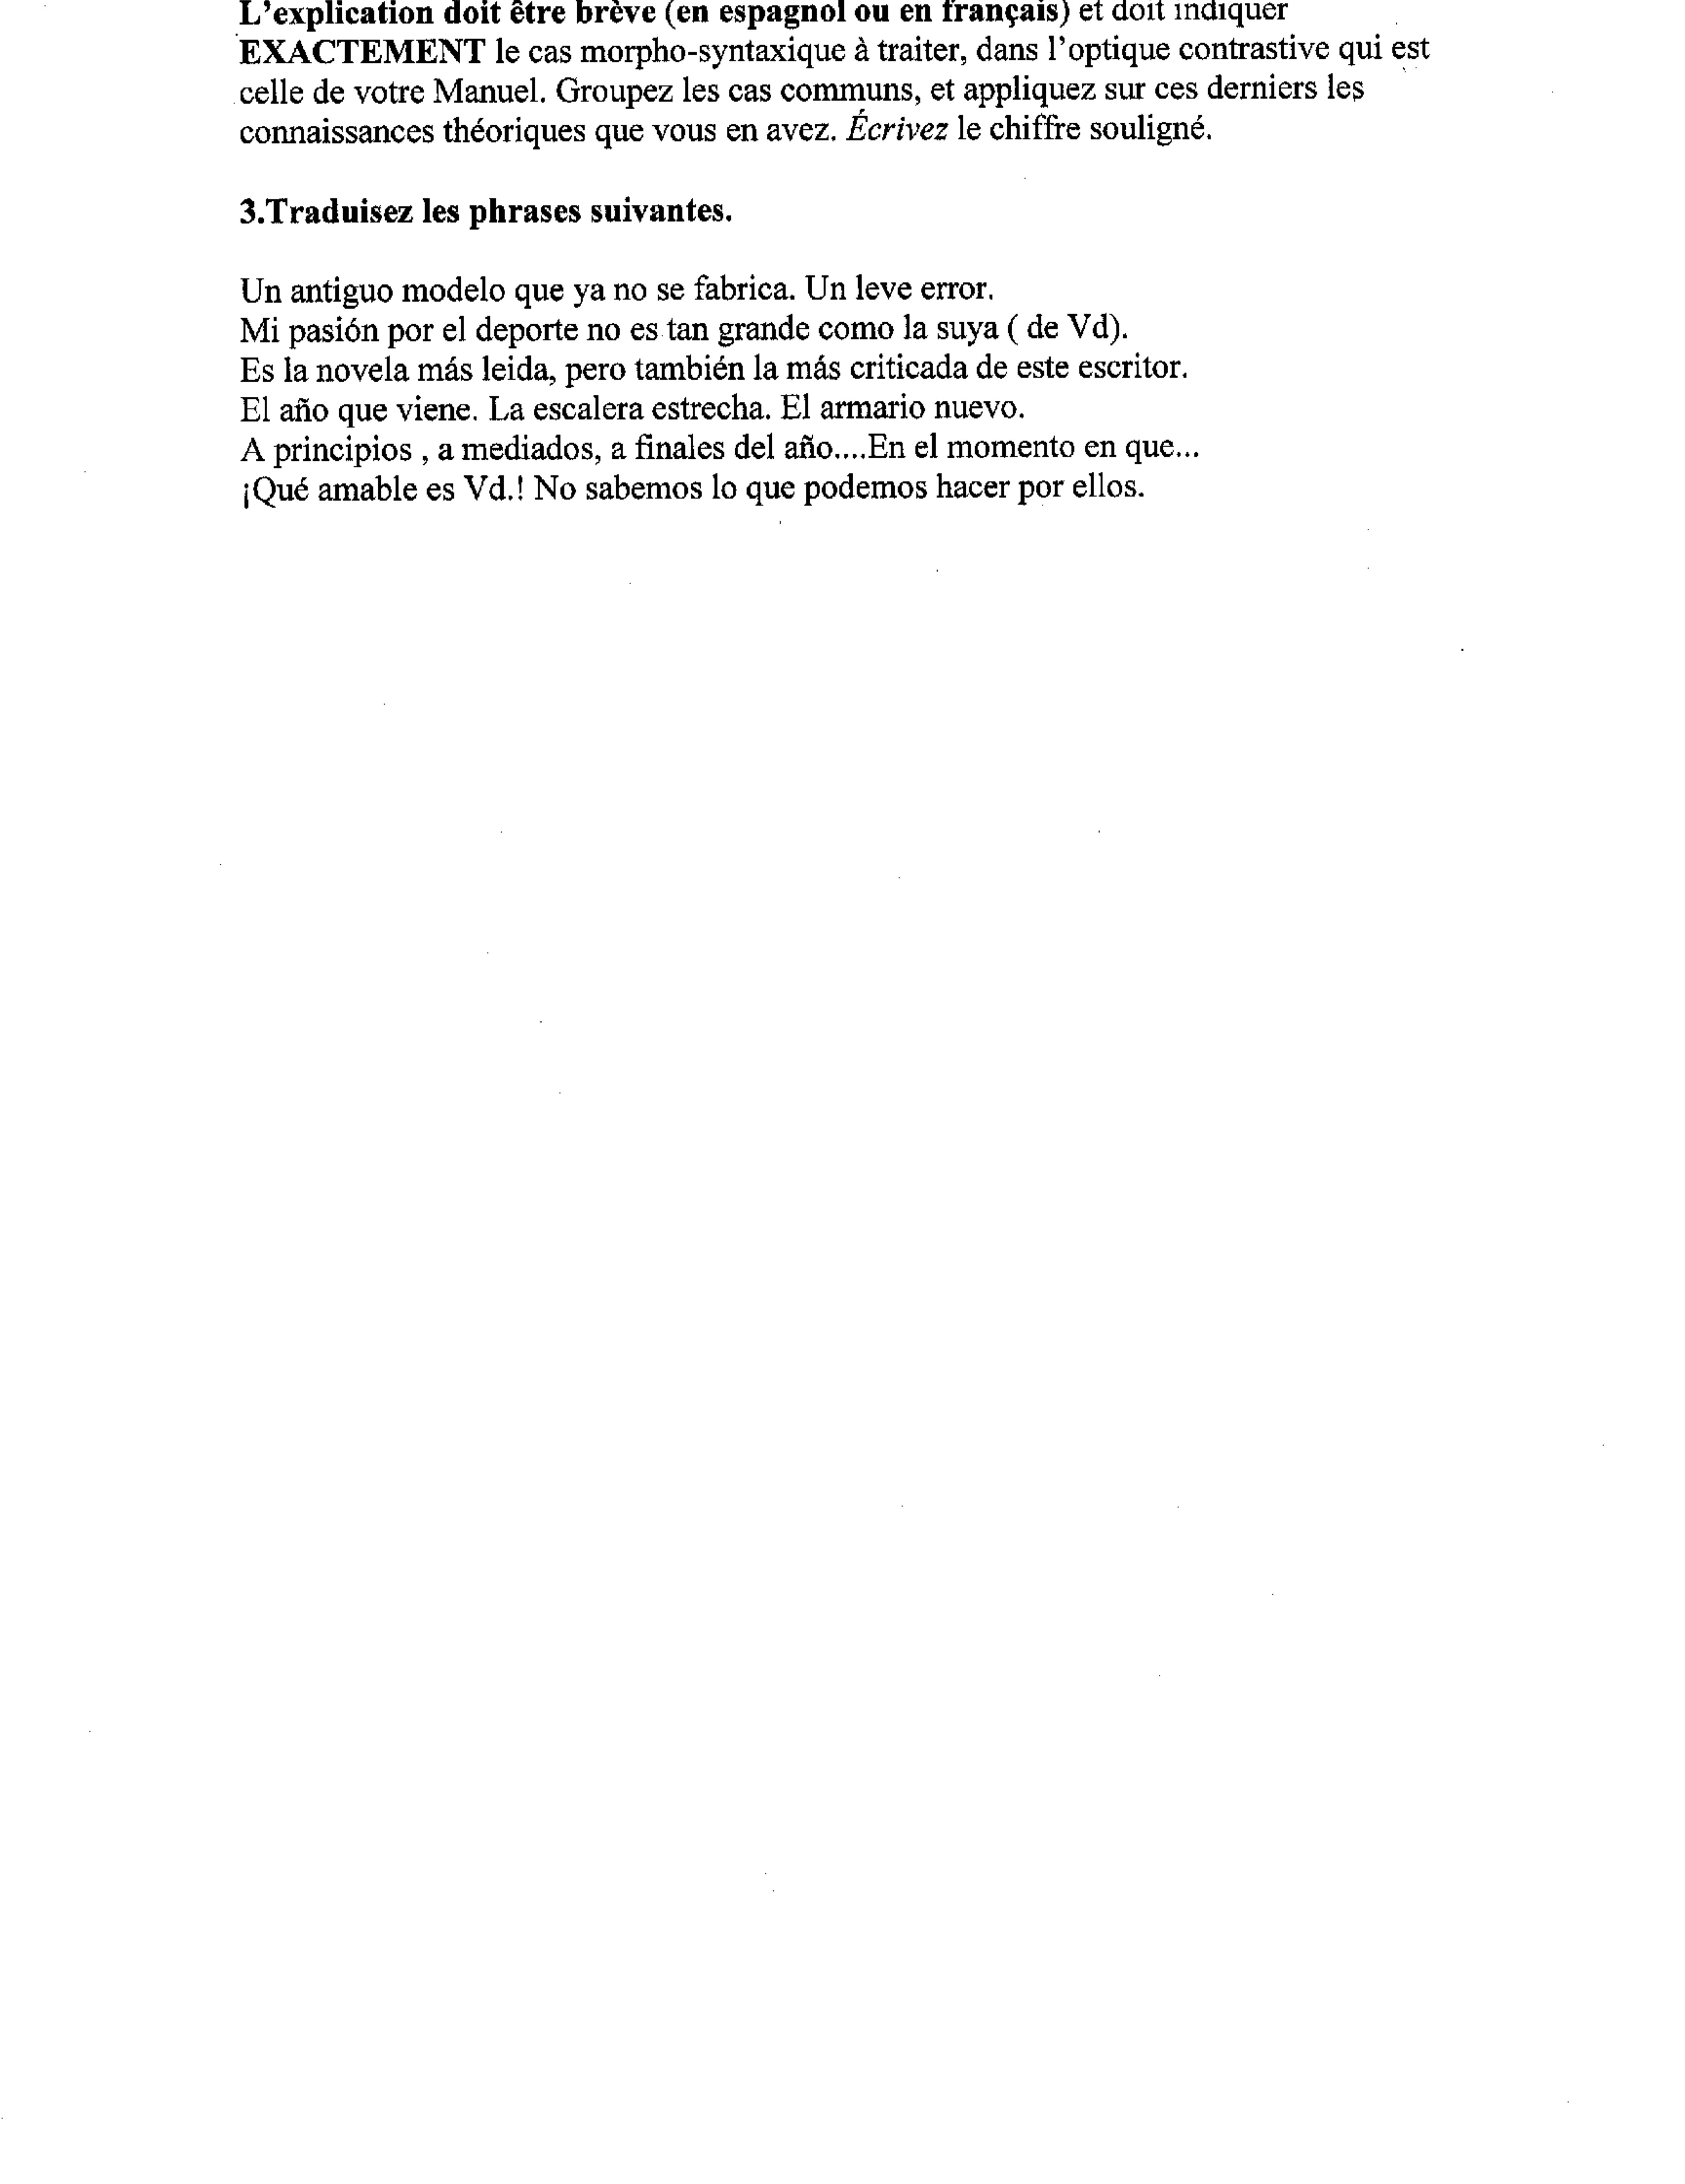 L’explication doit être brève (en espagnol ou en français) et doit indiquer
EXACTEMENT le cas morpho-syntaxique à traiter, dans l’optique contrastive qui est
celle de votre Manuel. Groupez les cas communs, et appliquez sur ces derniers les
connaissances théoriques que vous en avez. Écrivez le chiffre souligné.
3.Traduisez les phrases suivantes.
Un antiguo modelo que ya no se fabrica. Un leve error.
Mi pasión por el deporte no es tan grande como la suya ( de Vd).
Es la novela más leida, pero también la más criticada de este escritor.
El año que viene. La escalera estrecha. El armario nuevo.
A principios , a mediados, a finales del año....En el momento en que...
¡Qué amable es Vd.! No sabemos lo que podemos hacer por ellos.